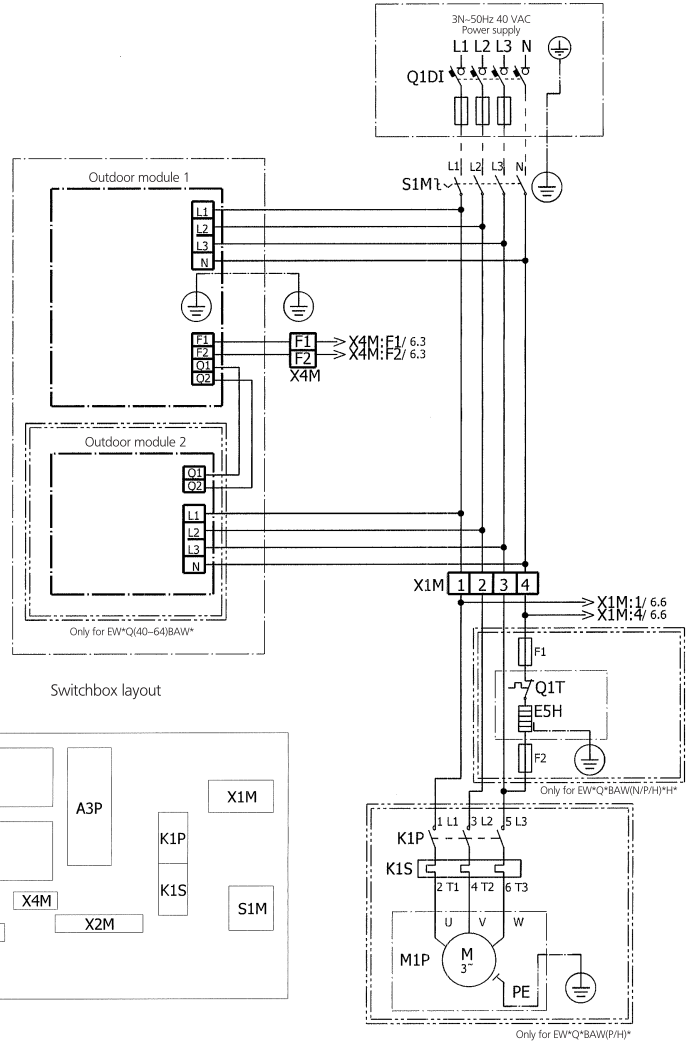 3N~50Hz 40 VAC
Power supply
L1 L2 L3 N
Q1DI
L1 L2 L3 N
S1M
Outdoor module 1
L1
L2
L3
N
F1
F2
Q1
Q2
F1
F2
X4M
X4M:F1/ 6.3
X4M:F2/ 6.3
Outdoor module 2
Q1
Q2
L1
L2
L3
N
Only for EW*Q(40–64)BAW*
X1M 1 2 3 4
X1M:1/ 6.6
X1M:4/ 6.6
F1
Q1T
E5H
F2
Only for EW*Q*BAW(N/P/H)*H*
1 L1 3 L2 5 L3
K1P
K1S
2 T1 4 T2 6 T3
U V W
M1P
M
3~
PE
Only for EW*Q*BAW(P/H)*
Switchbox layout
A3P
X1M
K1P
K1S
X4M
X2M
S1M